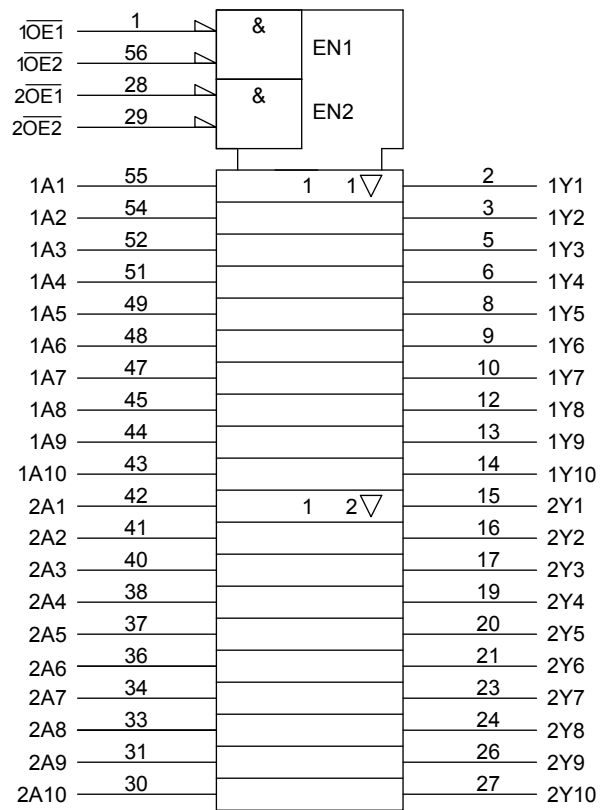 1OE1 1 &
1OE2 56 EN1
2OE1 28 &
2OE2 29 EN2
1A1 55 1 1▽ 2 1Y1
1A2 54 3 1Y2
1A3 52 5 1Y3
1A4 51 6 1Y4
1A5 49 8 1Y5
1A6 48 9 1Y6
1A7 47 10 1Y7
1A8 45 12 1Y8
1A9 44 13 1Y9
1A10 43 14 1Y10
2A1 42 1 2▽ 15 2Y1
2A2 41 16 2Y2
2A3 40 17 2Y3
2A4 38 19 2Y4
2A5 37 20 2Y5
2A6 36 21 2Y6
2A7 34 23 2Y7
2A8 33 24 2Y8
2A9 31 26 2Y9
2A10 30 27 2Y10